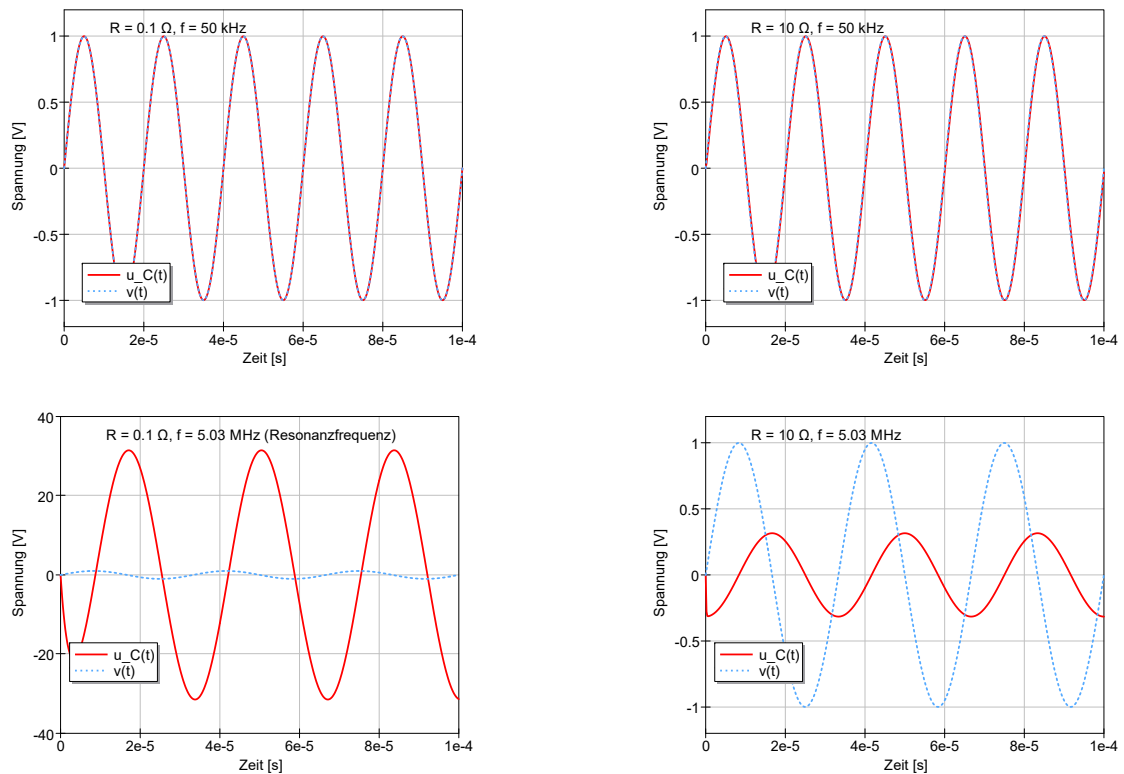 R = 0.1 Ω, f = 50 kHz
Spannung [V]
1
0.5
0
-0.5
-1
u_C(t)
v(t)
0
2e-5
4e-5
6e-5
8e-5
1e-4
Zeit [s]
R = 10 Ω, f = 50 kHz
Spannung [V]
1
0.5
0
-0.5
-1
u_C(t)
v(t)
0
2e-5
4e-5
6e-5
8e-5
1e-4
Zeit [s]
R = 0.1 Ω, f = 5.03 MHz (Resonanzfrequenz)
Spannung [V]
40
20
0
-20
-40
u_C(t)
v(t)
0
2e-5
4e-5
6e-5
8e-5
1e-4
Zeit [s]
R = 10 Ω, f = 5.03 MHz
Spannung [V]
1
0.5
0
-0.5
-1
u_C(t)
v(t)
0
2e-5
4e-5
6e-5
8e-5
1e-4
Zeit [s]